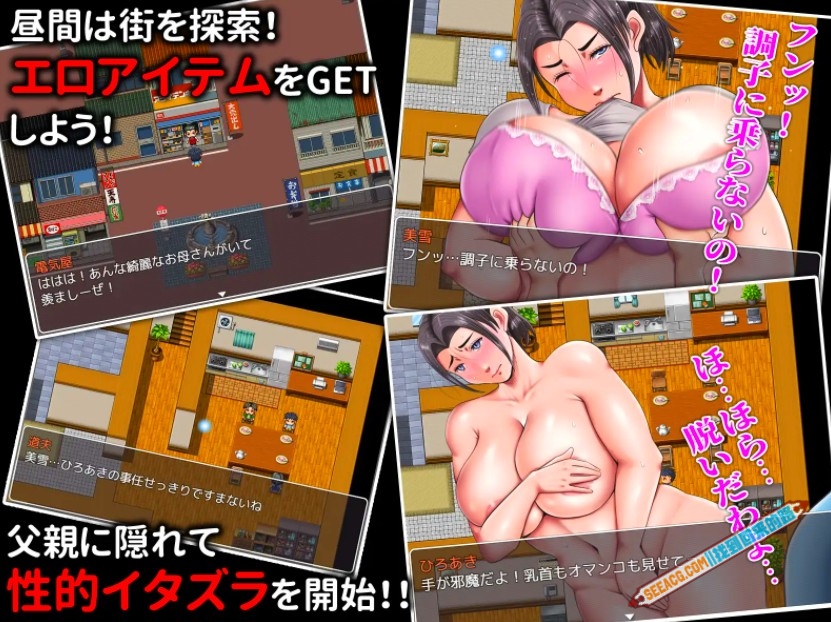 昼間は街を探索!
エロアイテムをGET
しよう!
電気屋
ははは!あんな綺麗なお母さんがいて
羨ましーぜ!
フンッ!
調子に乗らないの!
美雪
フンッ…調子に乗らないの!
道夫
美雪…ひろあきの事任せっきりですまないね
父親に隠れて
性的イタズラを開始!!
ほ…ほら…
脱いだわよ…
ひろあき
手が邪魔だよ!乳首もオマンコも見せて
SEEACG.COM